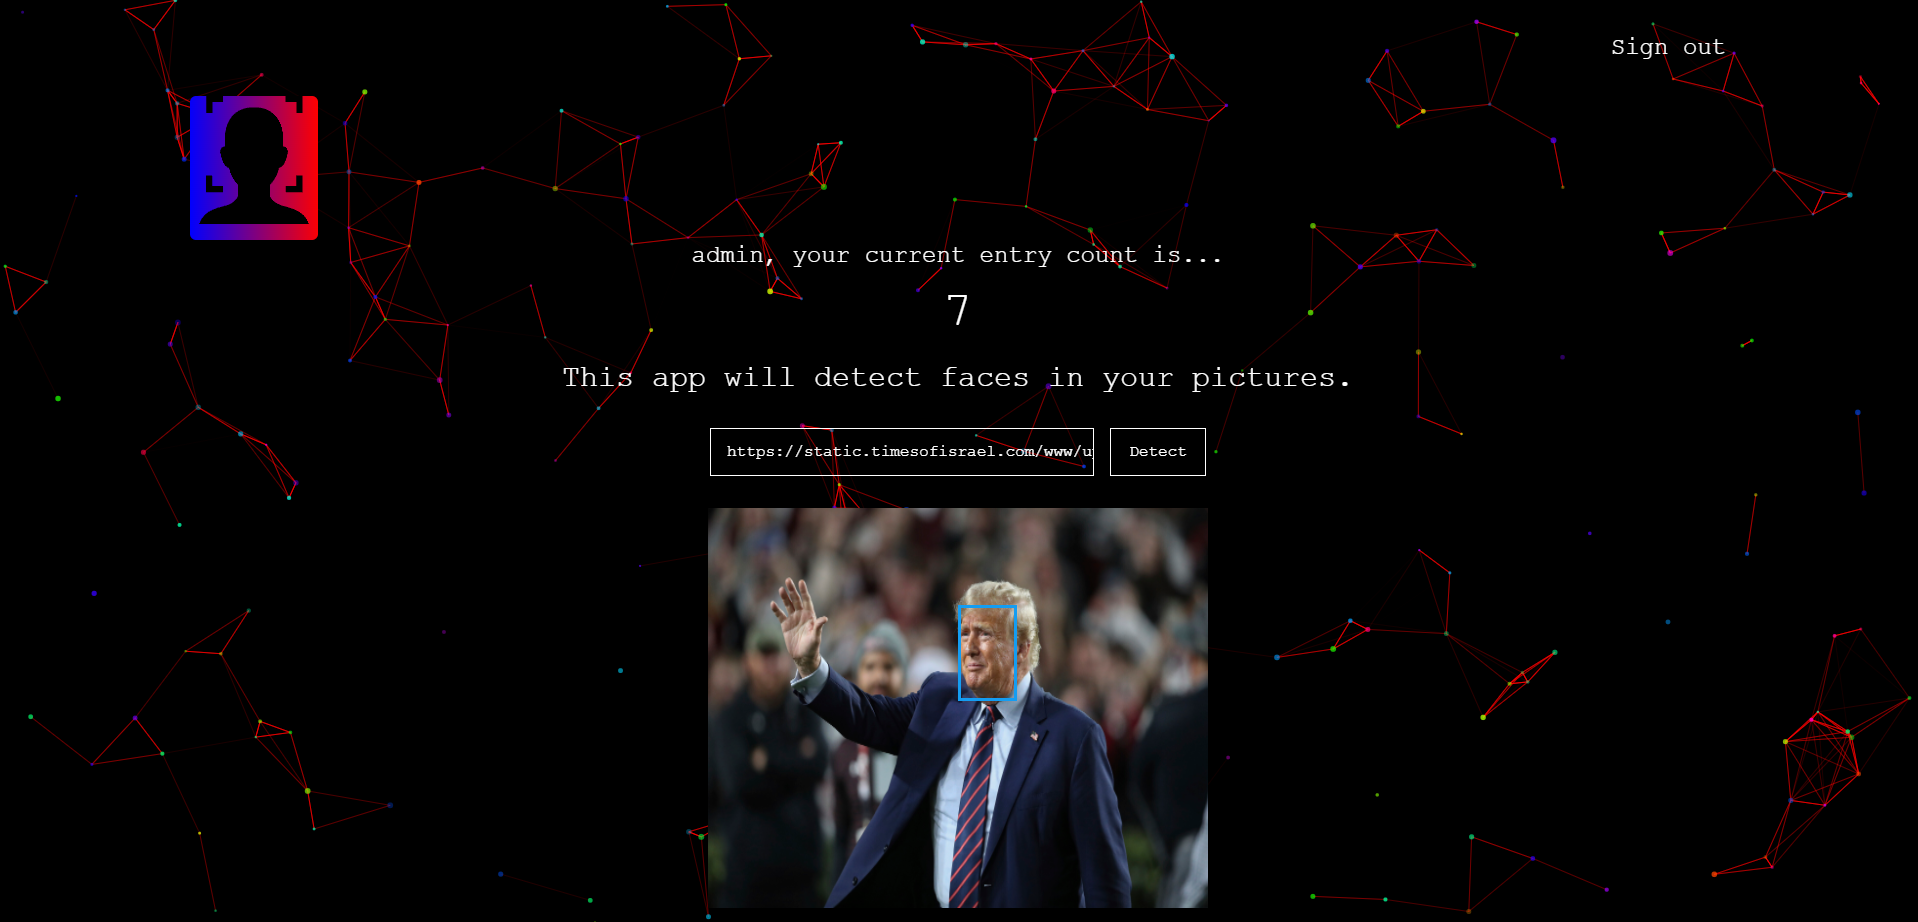 Sign out
admin, your current entry count is...
7
This app will detect faces in your pictures.
https://static.timesofisrael.com/www/u
Detect